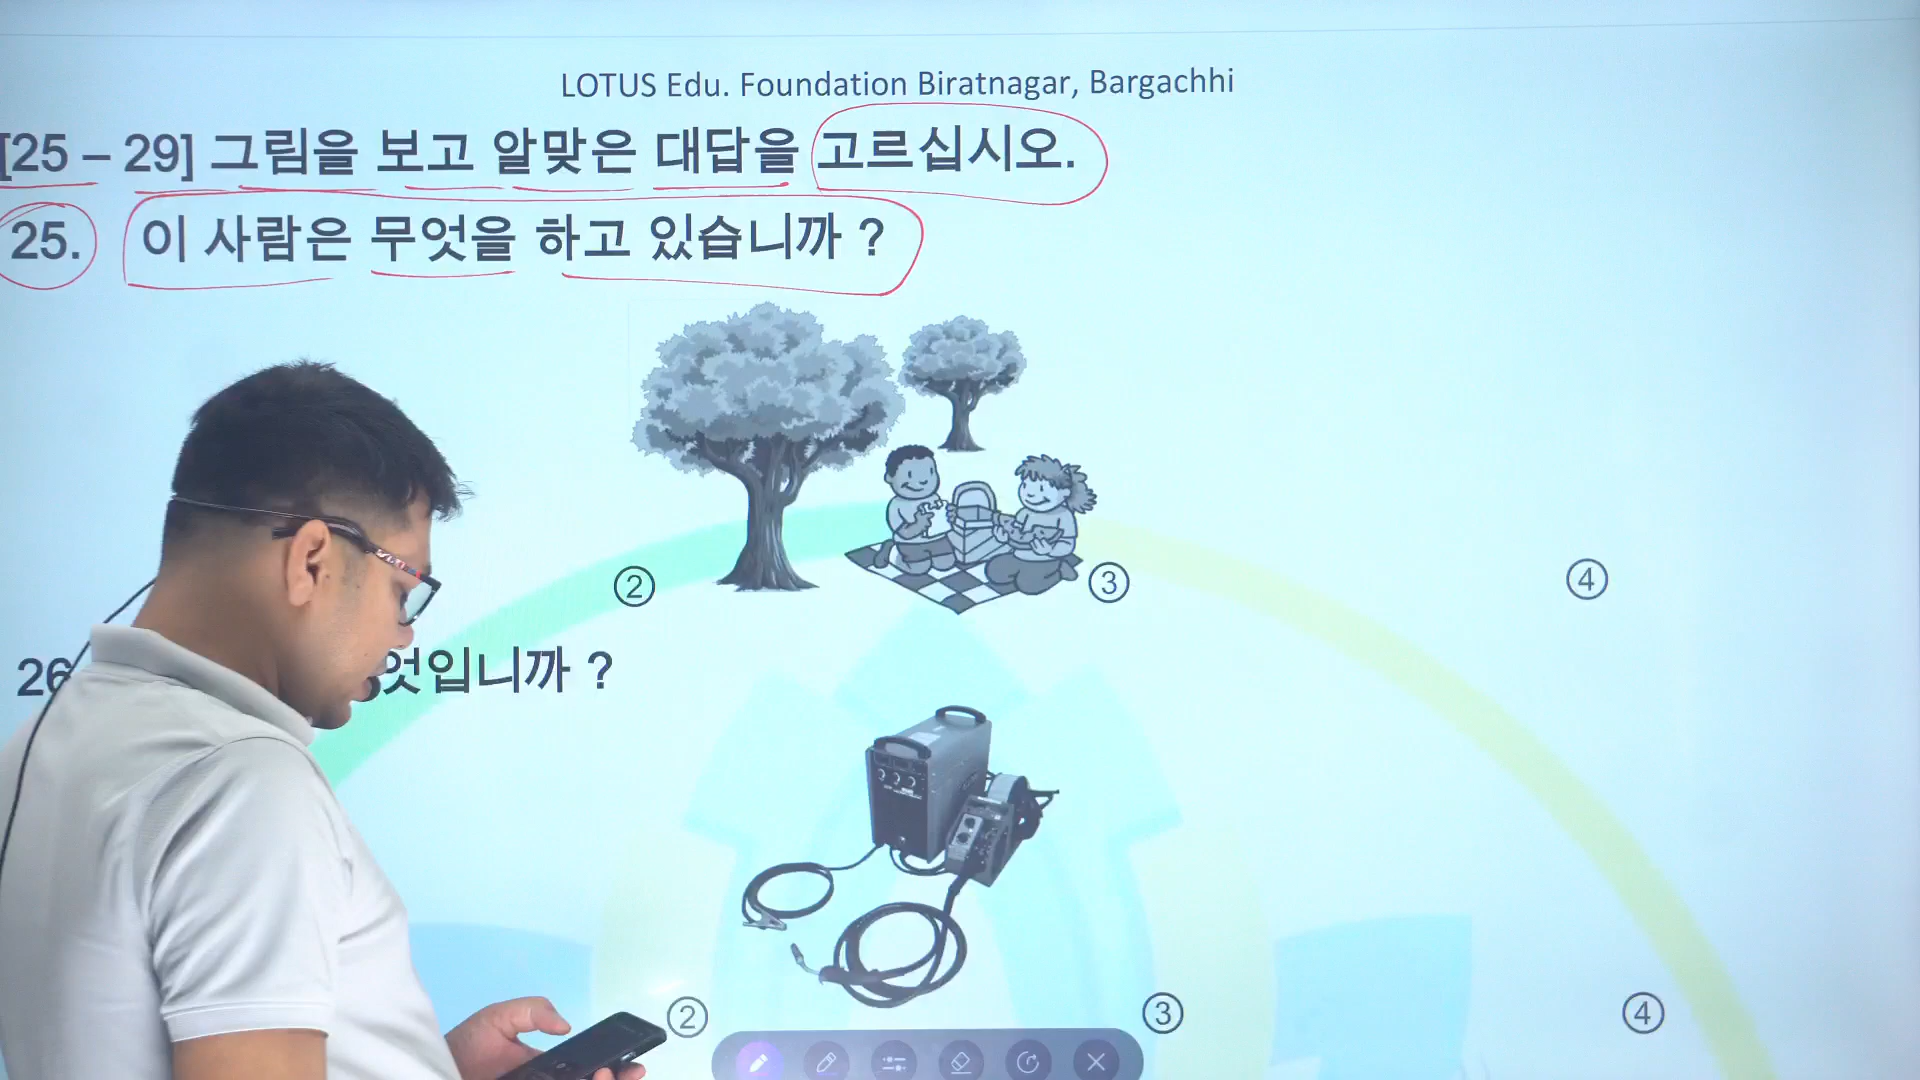 LOTUS Edu. Foundation Biratnagar, Bargachhi
[25 – 29] 그림을 보고 알맞은 대답을 고르십시오.
25. 이 사람은 무엇을 하고 있습니까 ?
② ③ ④
26 엇입니까 ?
② ③ ④